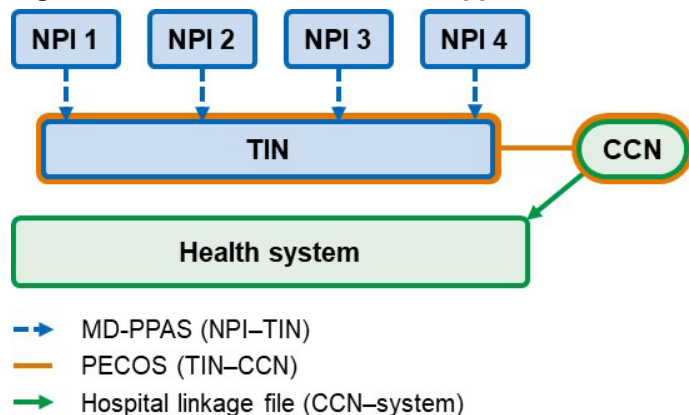 NPI 1 NPI 2 NPI 3 NPI 4
TIN CCN
Health system
MD-PPAS (NPI–TIN)
PECOS (TIN–CCN)
Hospital linkage file (CCN–system)